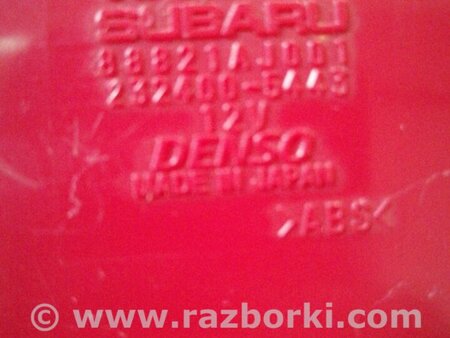 SUBARU
88821AJ001
12V
DENSO
MADE IN JAPAN
>ABS<
© www.razborki.com